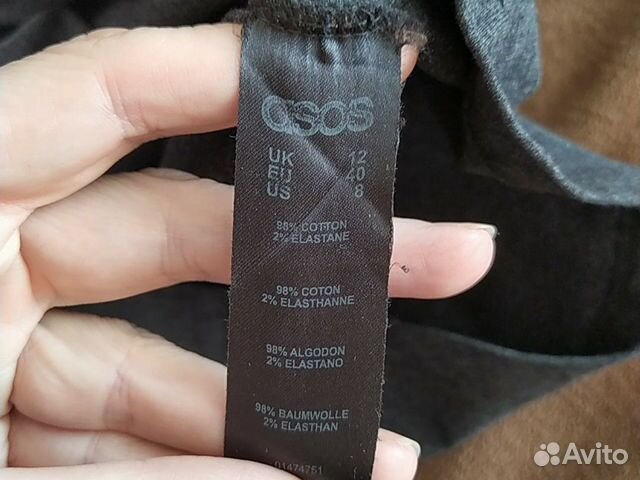 asos
UK 12
EU 40
US 8
98% COTTON
2% ELASTANE
98% COTON
2% ELASTHANNE
98% ALGODON
2% ELASTANO
98% BAUMWOLLE
2% ELASTHAN
01474751
Avito